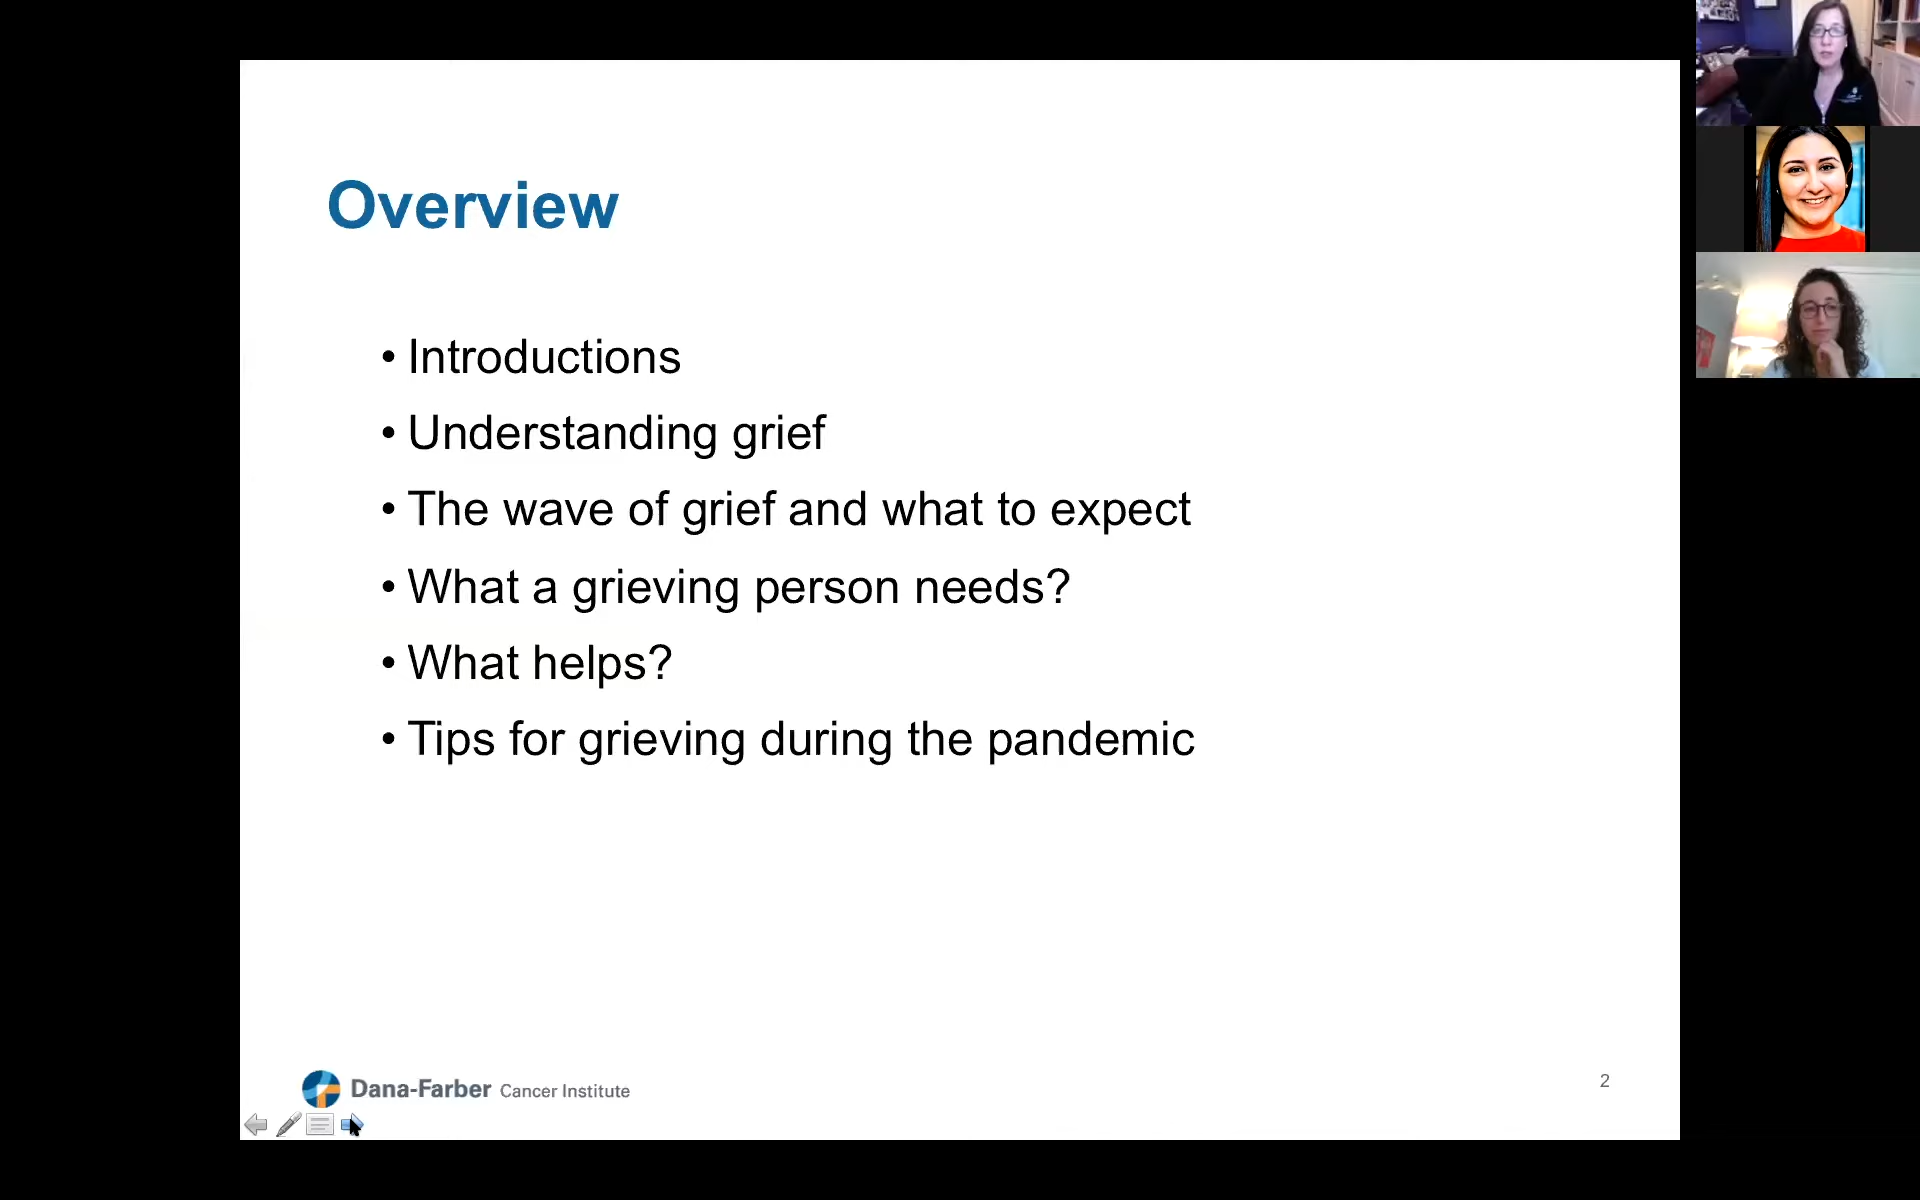 Overview
• Introductions
• Understanding grief
• The wave of grief and what to expect
• What a grieving person needs?
• What helps?
• Tips for grieving during the pandemic
Dana-Farber Cancer Institute
2